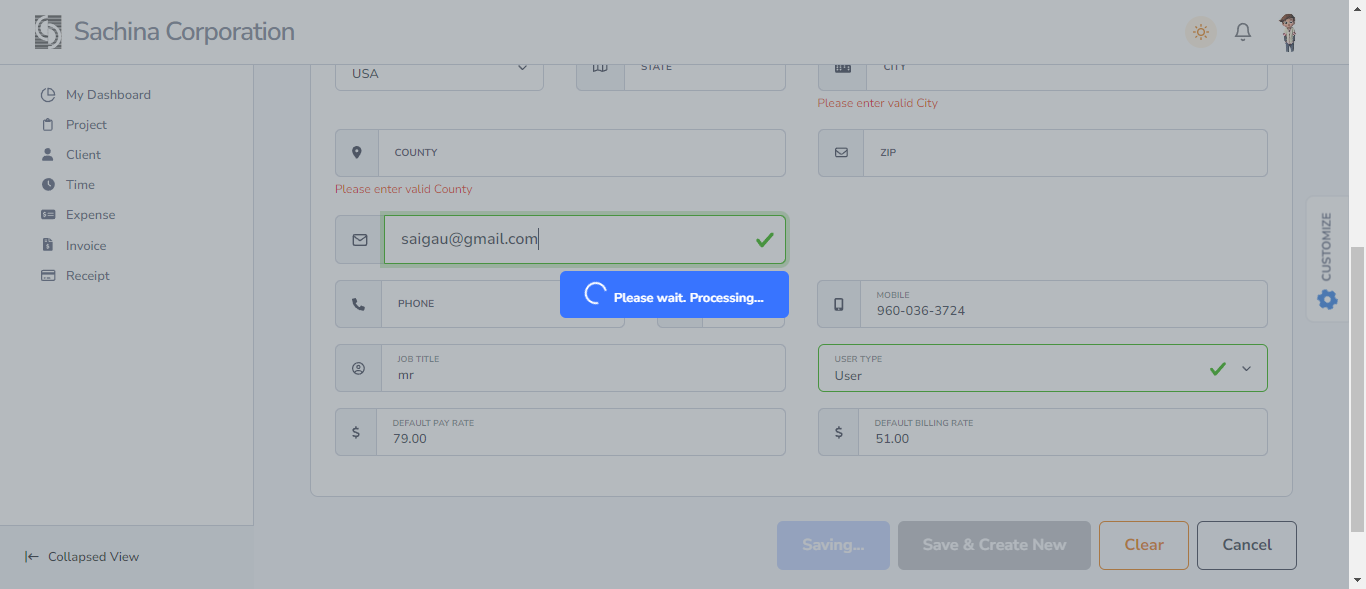 Sachina Corporation
My Dashboard
Project
Client
Time
Expense
Invoice
Receipt
Collapsed View
USA
STATE
CITY
Please enter valid City
COUNTY
ZIP
Please enter valid County
saigau@gmail.com
Please wait. Processing...
PHONE
MOBILE
960-036-3724
JOB TITLE
mr
USER TYPE
User
DEFAULT PAY RATE
$ 79.00
DEFAULT BILLING RATE
$ 51.00
Saving...
Save & Create New
Clear
Cancel
CUSTOMIZE